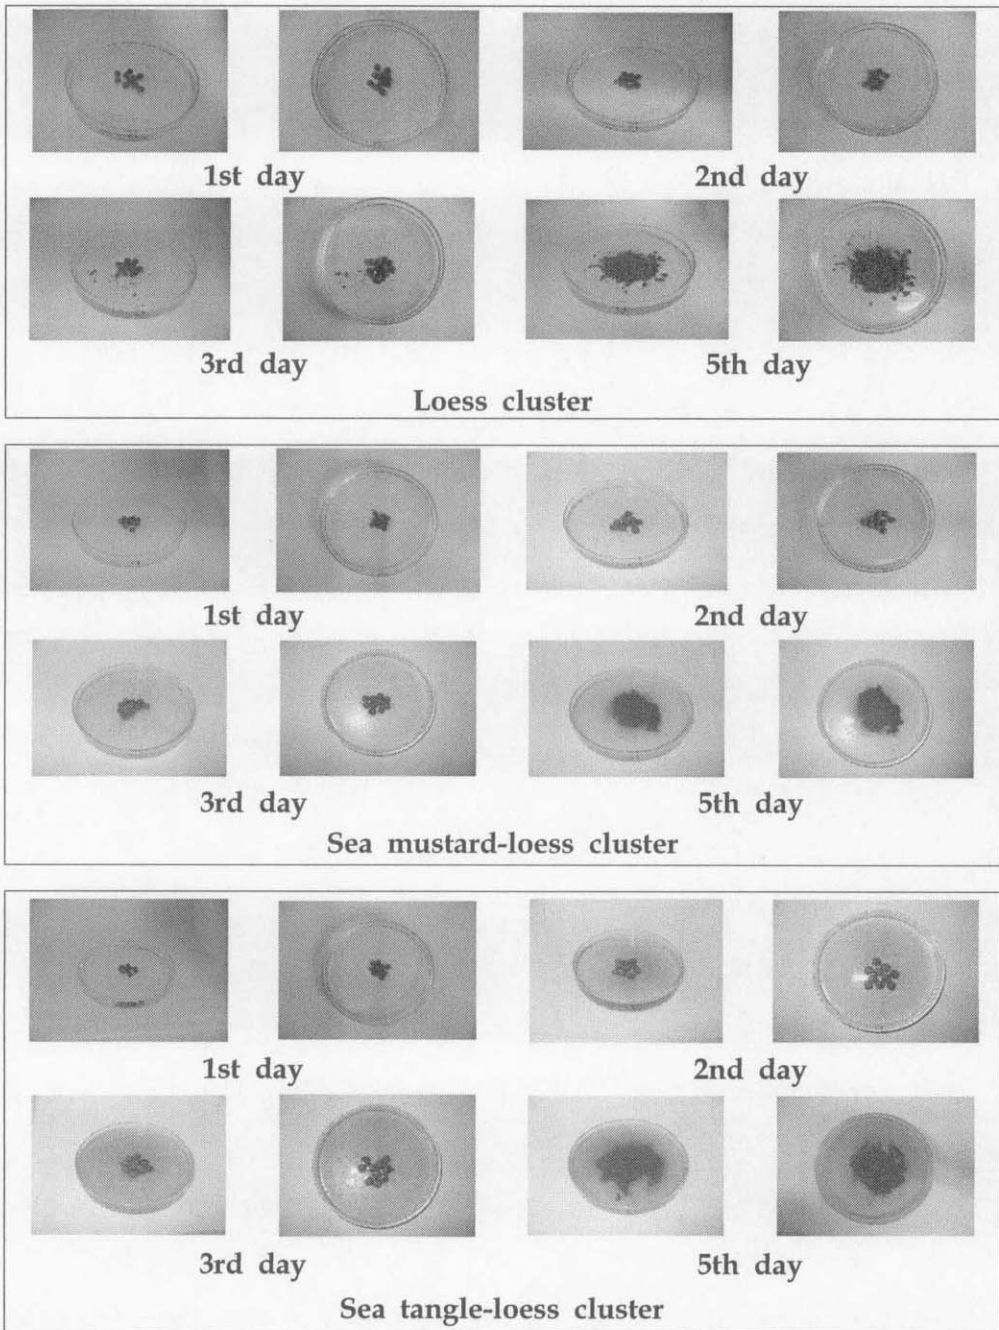 1st day 2nd day
3rd day 5th day
Loess cluster
1st day 2nd day
3rd day 5th day
Sea mustard-loess cluster
1st day 2nd day
3rd day 5th day
Sea tangle-loess cluster